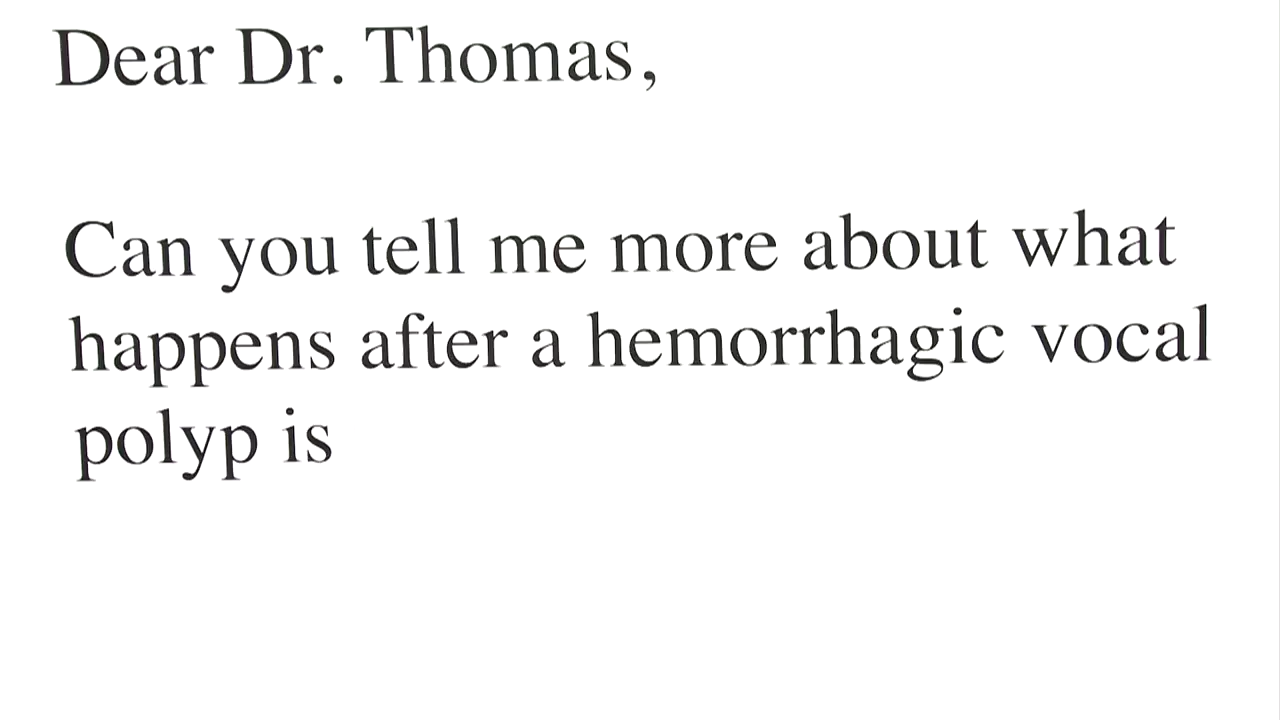 Dear Dr. Thomas,
Can you tell me more about what
happens after a hemorrhagic vocal
polyp is